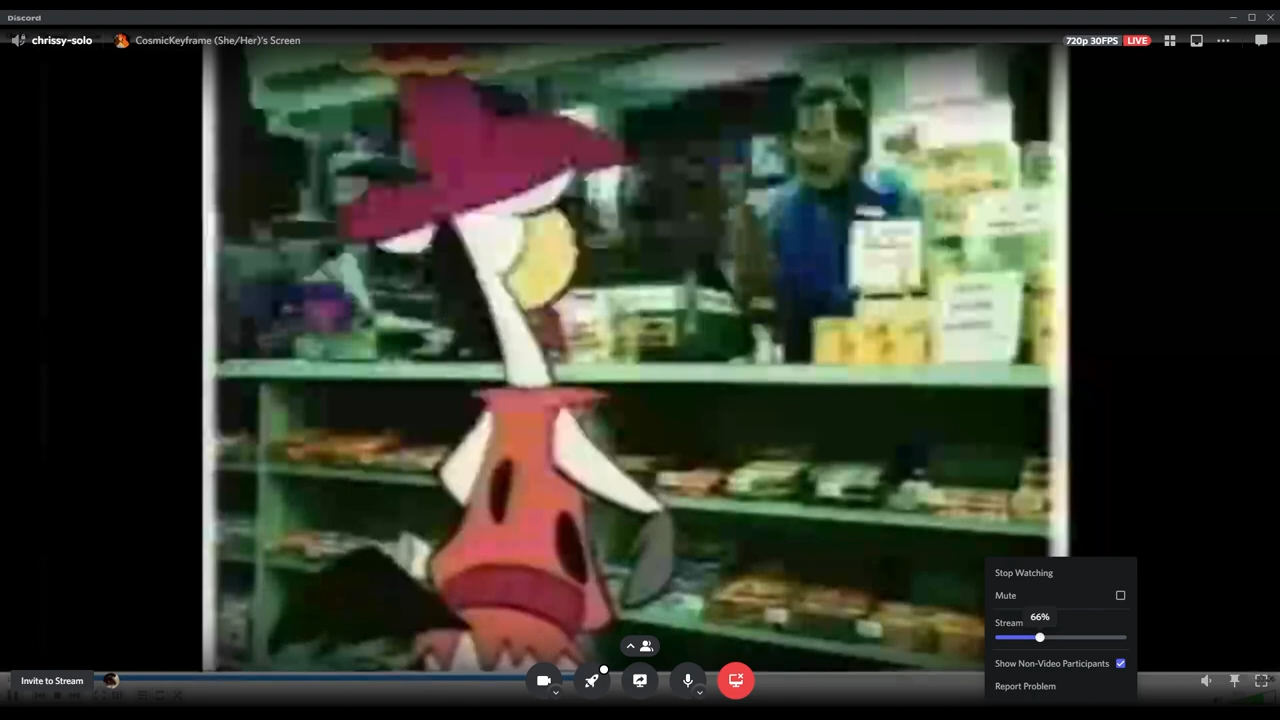 Discord
chrissy-solo
CosmicKeyframe (She/Her)'s Screen
720p 30FPS
LIVE
Stop Watching
Mute
Stream
66%
Show Non-Video Participants
Report Problem
Invite to Stream